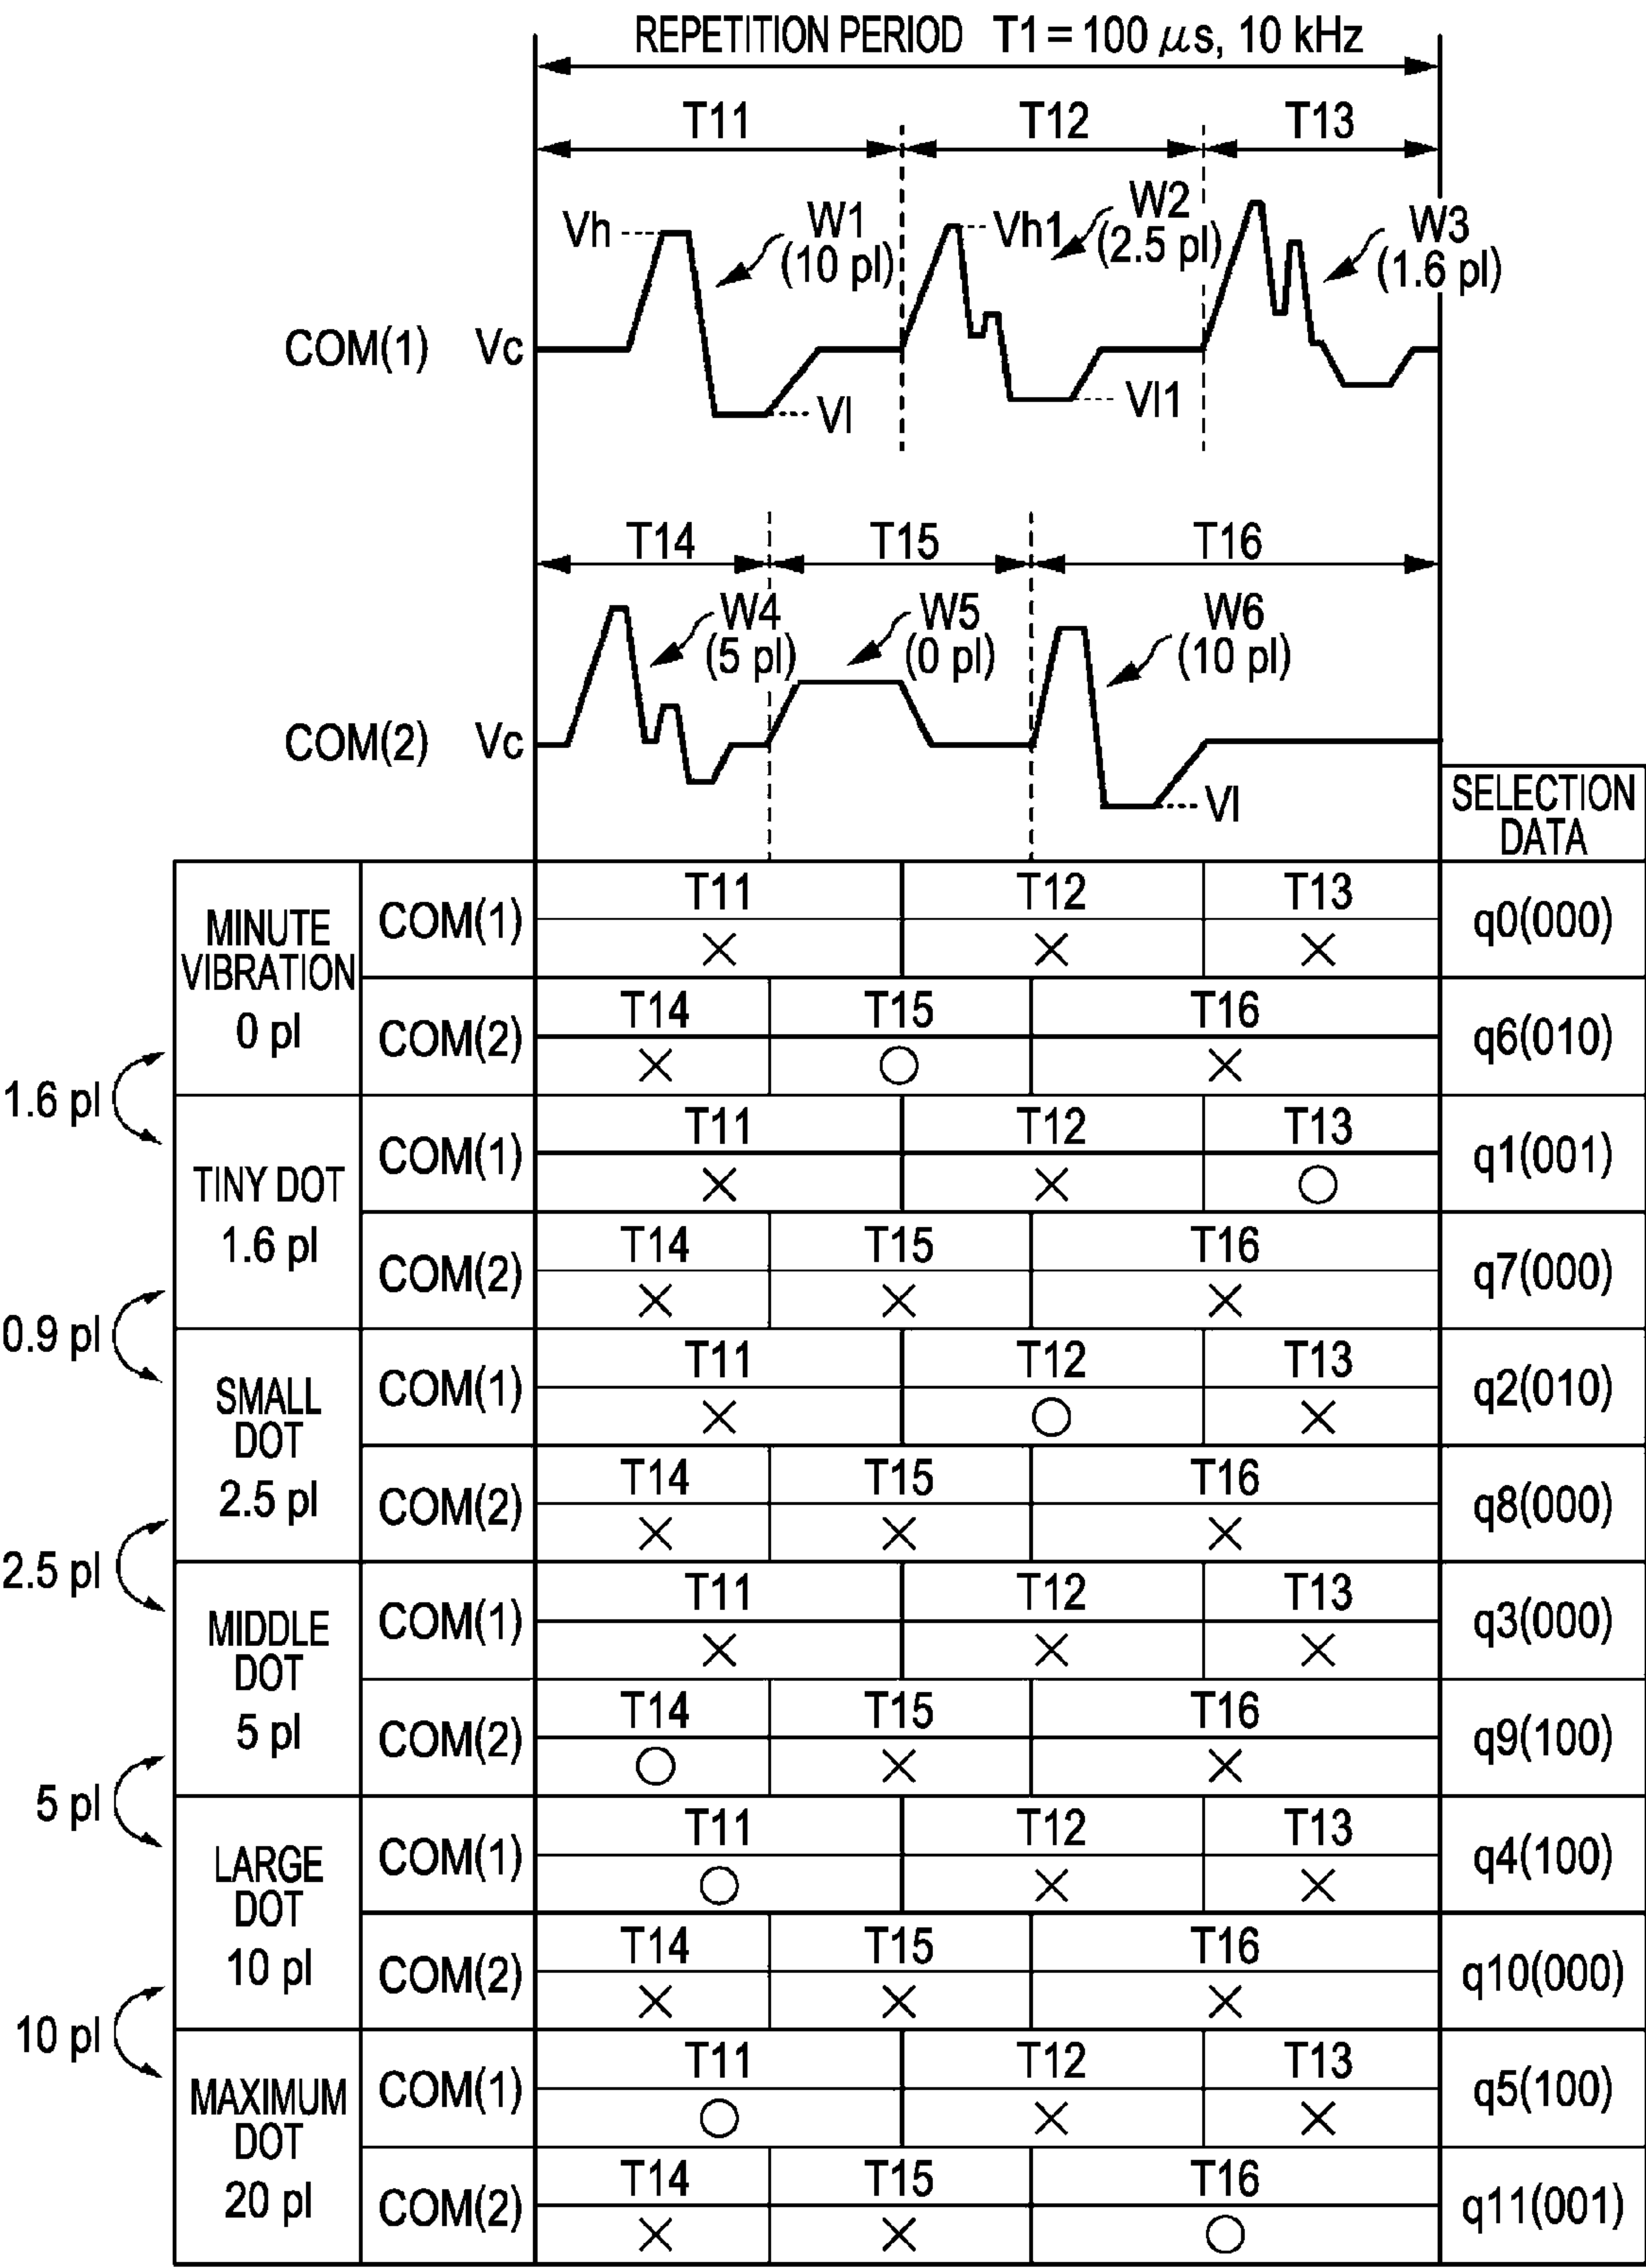 REPETITION PERIOD T1 = 100 μs, 10 kHz
T11 T12 T13
Vh W1 (10 pl) Vh1 W2 (2.5 pl) W3 (1.6 pl)
COM(1) Vc
Vl Vl1
T14 T15 T16
W4 (5 pl) W5 (0 pl) W6 (10 pl)
COM(2) Vc
Vl
SELECTION
DATA
MINUTE
VIBRATION
0 pl
COM(1) T11 T12 T13 q0(000)
× × ×
COM(2) T14 T15 T16 q6(010)
× ○ ×
1.6 pl
TINY DOT
1.6 pl
COM(1) T11 T12 T13 q1(001)
× × ○
COM(2) T14 T15 T16 q7(000)
× × ×
0.9 pl
SMALL
DOT
2.5 pl
COM(1) T11 T12 T13 q2(010)
× ○ ×
COM(2) T14 T15 T16 q8(000)
× × ×
2.5 pl
MIDDLE
DOT
5 pl
COM(1) T11 T12 T13 q3(000)
× × ×
COM(2) T14 T15 T16 q9(100)
○ × ×
5 pl
LARGE
DOT
10 pl
COM(1) T11 T12 T13 q4(100)
○ × ×
COM(2) T14 T15 T16 q10(000)
× × ×
10 pl
MAXIMUM
DOT
20 pl
COM(1) T11 T12 T13 q5(100)
○ × ×
COM(2) T14 T15 T16 q11(001)
× × ○